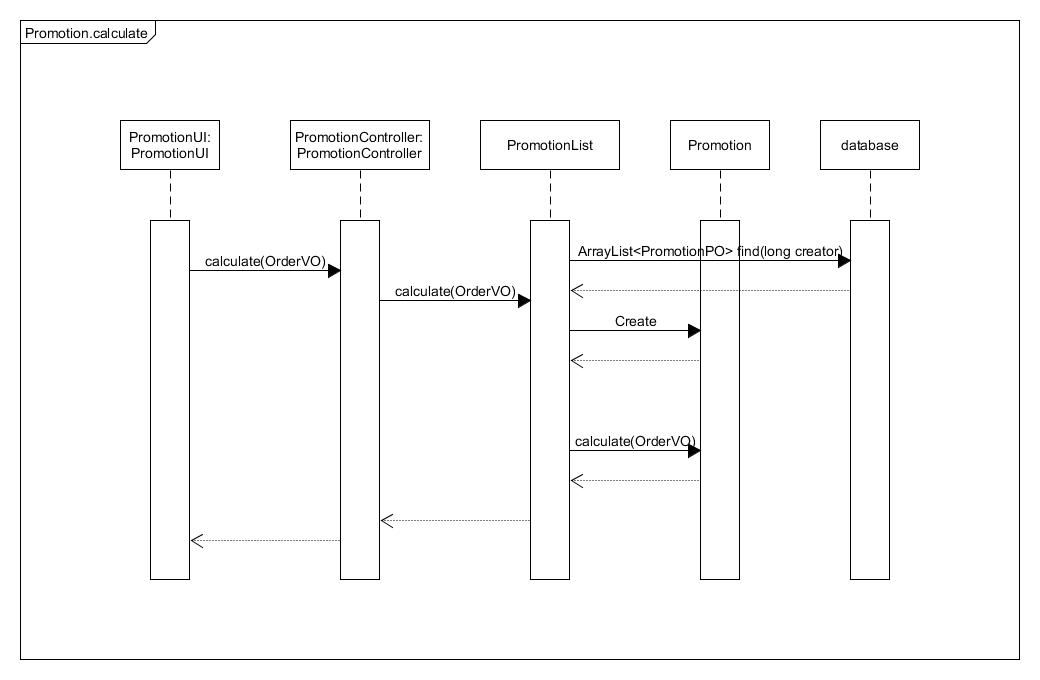 Promotion.calculate
PromotionUI:
PromotionUI
PromotionController:
PromotionController
PromotionList
Promotion
database
ArrayList<PromotionPO> find(long creator)
calculate(OrderVO)
calculate(OrderVO)
Create
calculate(OrderVO)